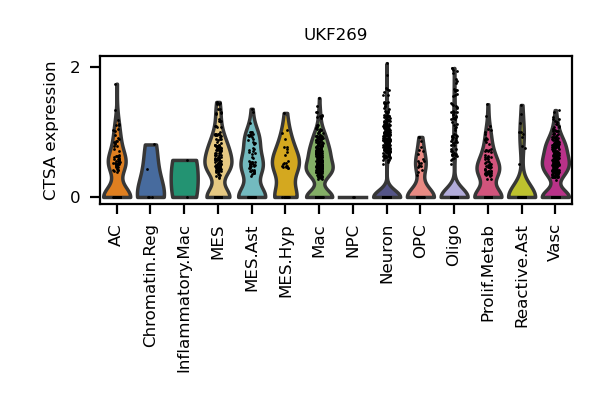 UKF269
CTSA expression
2
0
AC
Chromatin.Reg
Inflammatory.Mac
MES
MES.Ast
MES.Hyp
Mac
NPC
Neuron
OPC
Oligo
Prolif.Metab
Reactive.Ast
Vasc